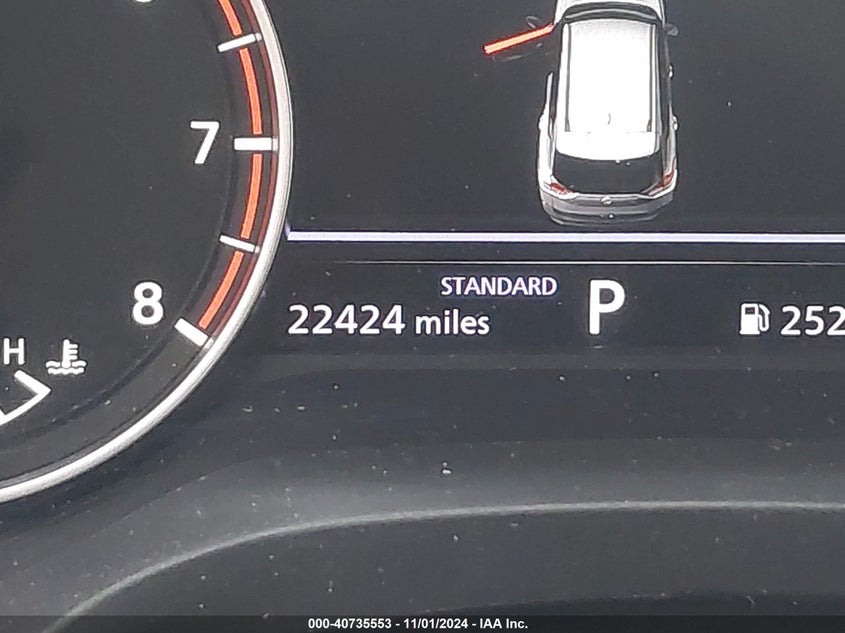 7
STANDARD
8
22424 miles
P
252
H
000-40735553 - 11/01/2024 - IAA Inc.